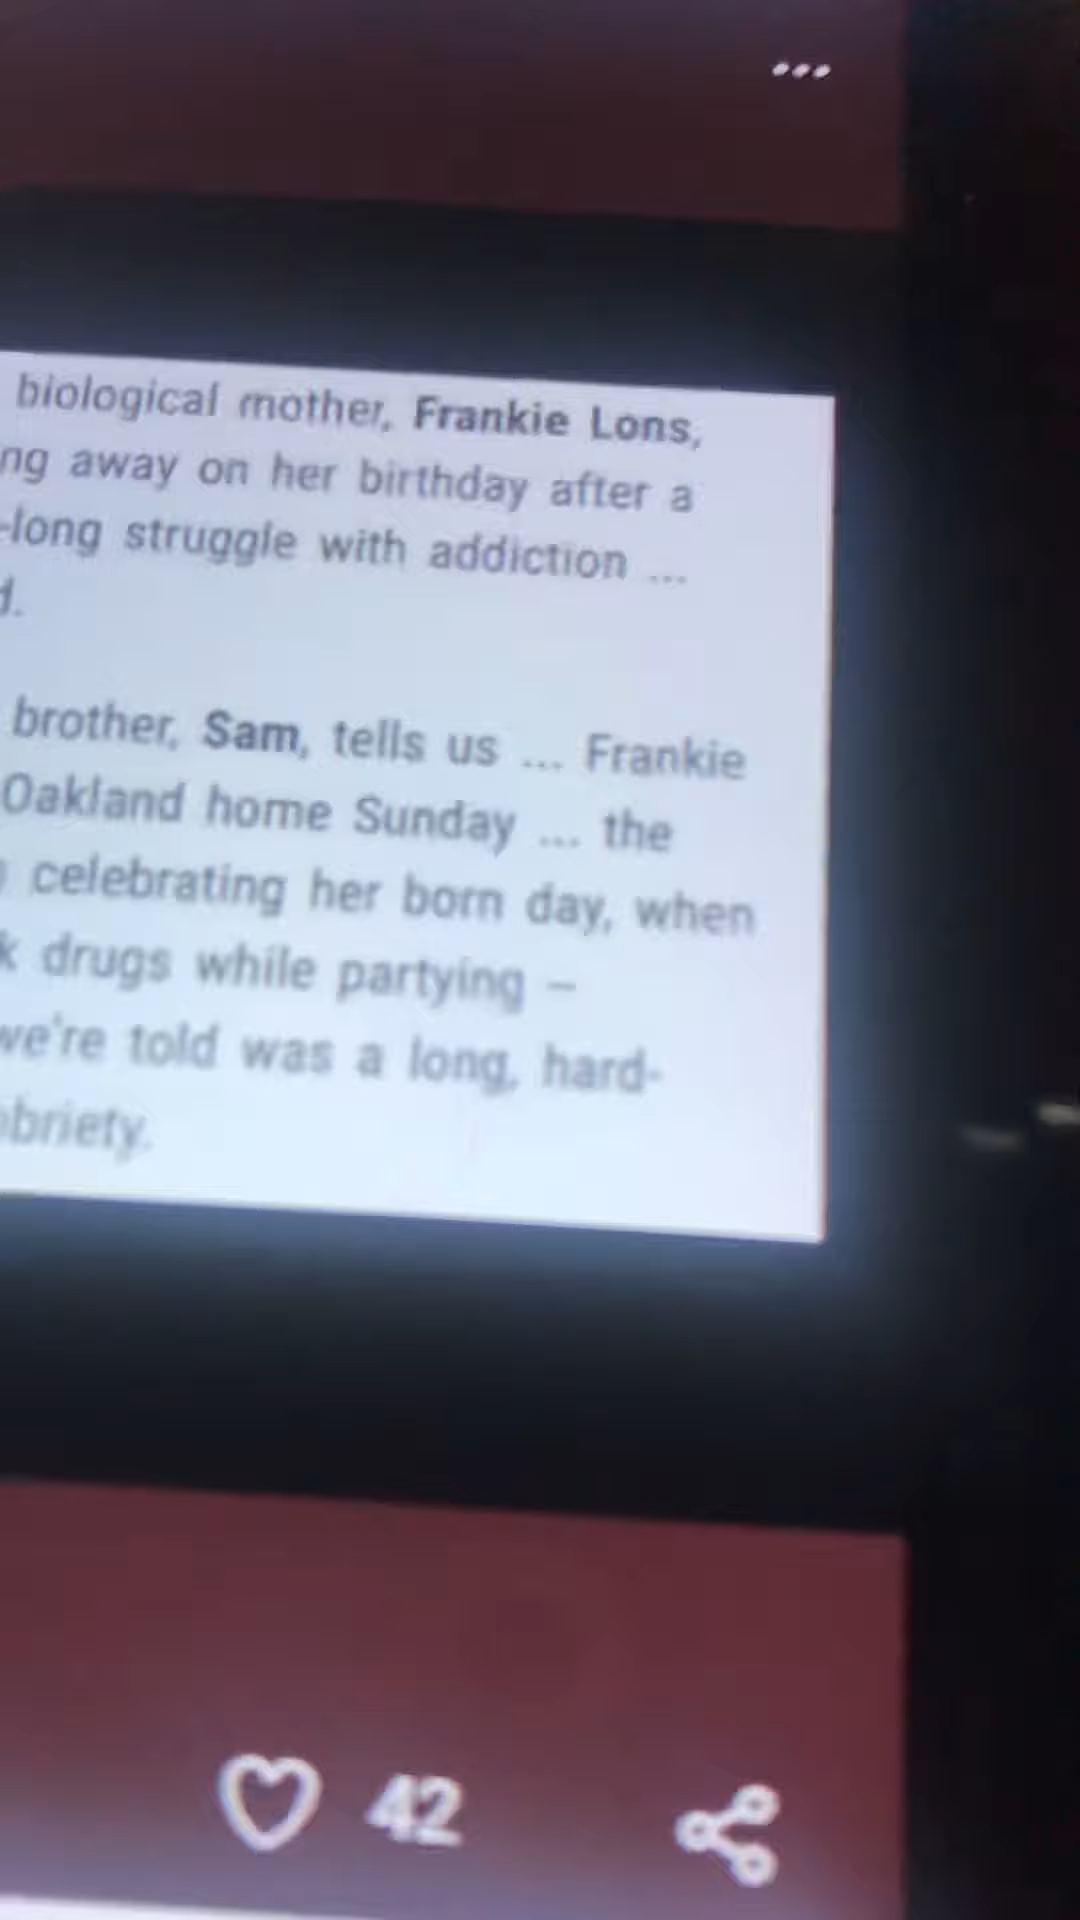 biological mother, Frankie Lons,
ng away on her birthday after a
-long struggle with addiction ...
d.
brother, Sam, tells us ... Frankie
Oakland home Sunday ... the
celebrating her born day, when
k drugs while partying –
we're told was a long, hard-
obriety.
42